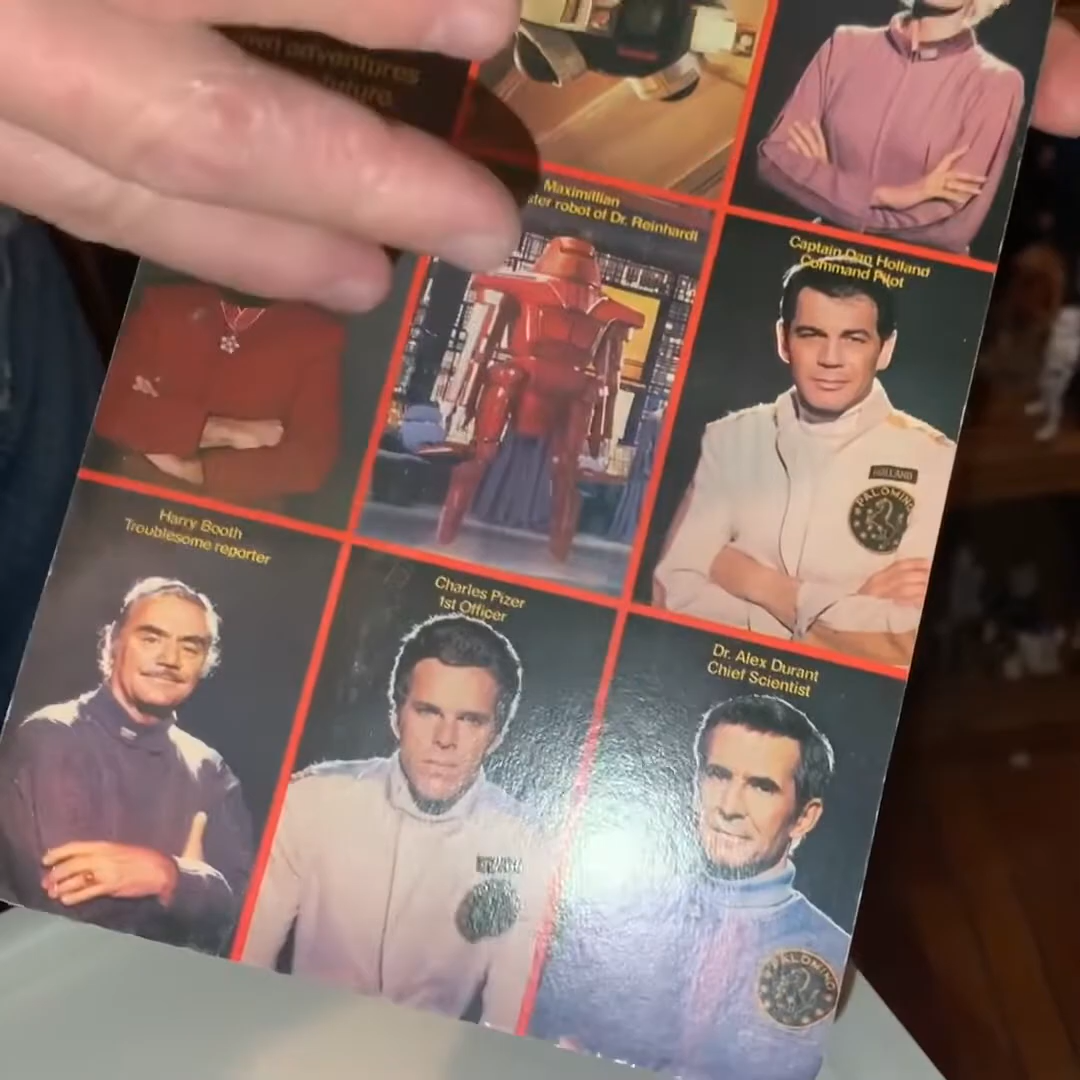 adventures
future.
Maximillian
ster robot of Dr. Reinhardt
Captain Dan Holland
Command Pilot
HOLLAND
PALOMINO
Harry Booth
Troublesome reporter
Charles Pizer
1st Officer
Dr. Alex Durant
Chief Scientist
PALOMINO